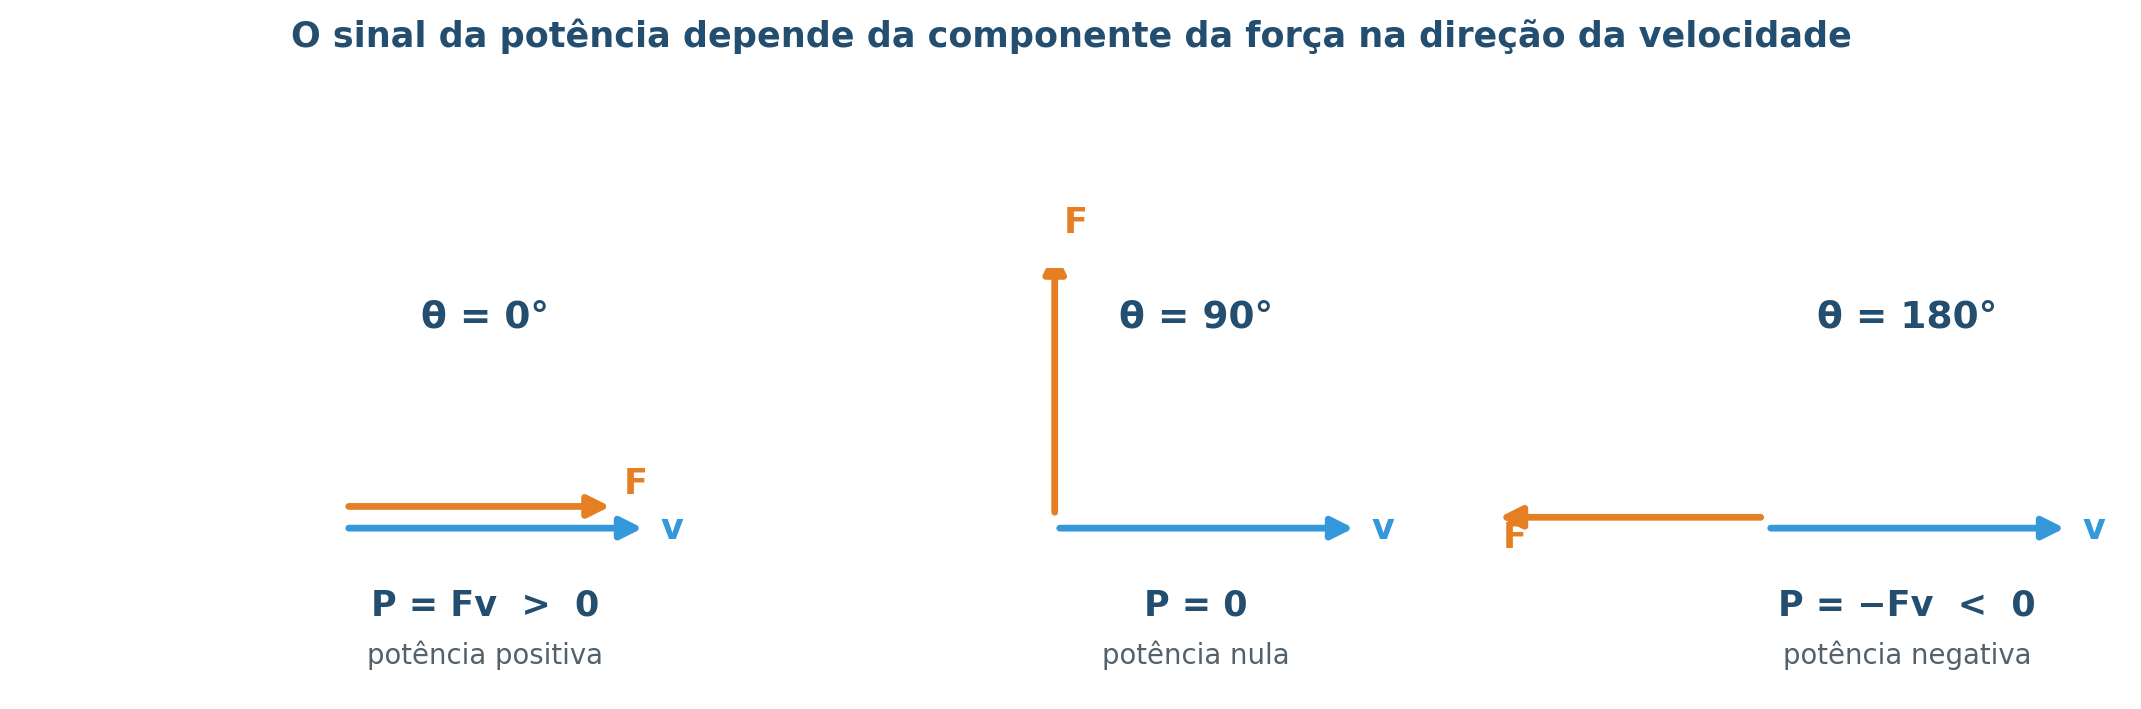 O sinal da potência depende da componente da força na direção da velocidade
θ = 0°
F
v
P = Fv > 0
potência positiva
F
θ = 90°
v
P = 0
potência nula
θ = 180°
F
v
P = −Fv < 0
potência negativa